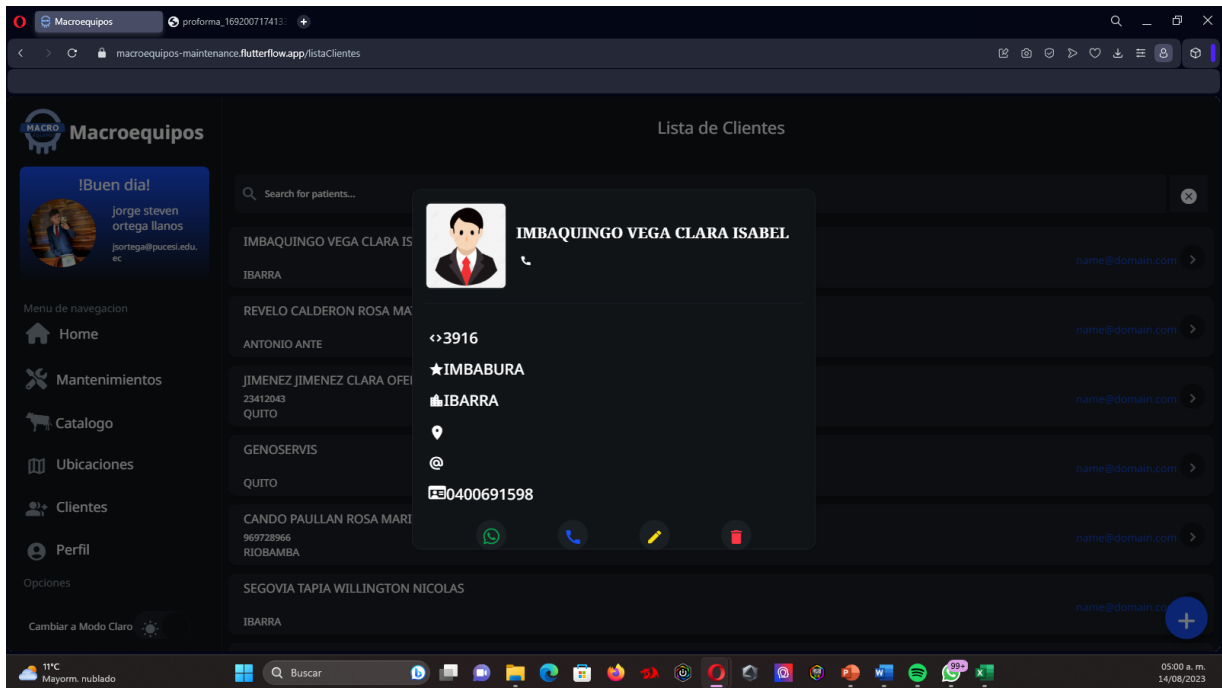 Macroequipos
proforma_169200717413
macroequipos-maintenance.flutterflow.app/listaClientes
MACRO
Macroequipos
Lista de Clientes
!Buen dia!
jorge steven
ortega llanos
jsortega@pucesi.edu.
ec
Search for patients...
IMBAQUINGO VEGA CLARA ISABEL
IMBAQUINGO VEGA CLARA IS
IBARRA
name@domain.com
Menu de navegacion
Home
Mantenimientos
Catalogo
Ubicaciones
Clientes
Perfil
Opciones
Cambiar a Modo Claro
REVELO CALDERON ROSA MA
ANTONIO ANTE
name@domain.com
JIMENEZ JIMENEZ CLARA OFE
23412043
QUITO
name@domain.com
GENOSERVIS
QUITO
name@domain.com
CANDO PAULLAN ROSA MARI
969728966
RIOBAMBA
name@domain.com
SEGOVIA TAPIA WILLINGTON NICOLAS
IBARRA
name@domain.co
<>3916
IMBABURA
IBARRA
@
0400691598
11°C
Mayorm. nublado
Buscar
99+
05:00 a. m.
14/08/2023